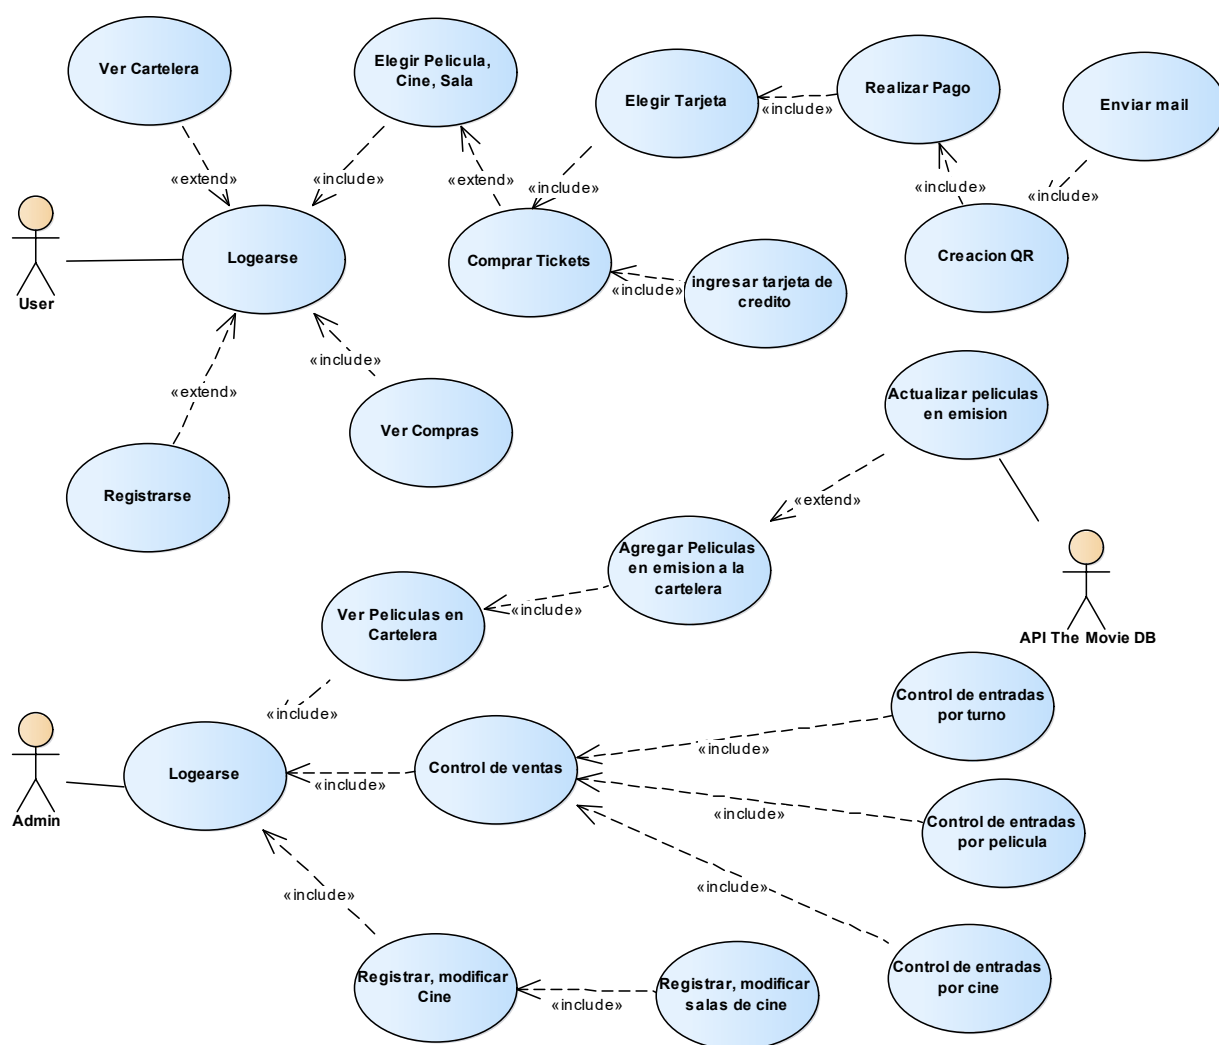 Ver Cartelera
Elegir Pelicula,
Cine, Sala
Elegir Tarjeta
Realizar Pago
Enviar mail
«include»
«extend»
«include»
«extend»
«include»
«include»
«include»
Logearse
Comprar Tickets
Creacion QR
User
ingresar tarjeta de
credito
«include»
«include»
«extend»
Ver Compras
Actualizar peliculas
en emision
Registrarse
«extend»
Agregar Peliculas
en emision a la
cartelera
«include»
Ver Peliculas en
Cartelera
API The Movie DB
Control de entradas
por turno
«include»
«include»
Logearse
Control de ventas
«include»
Admin
«include»
Control de entradas
por pelicula
«include»
«include»
Registrar, modificar
Cine
«include»
Registrar, modificar
salas de cine
Control de entradas
por cine